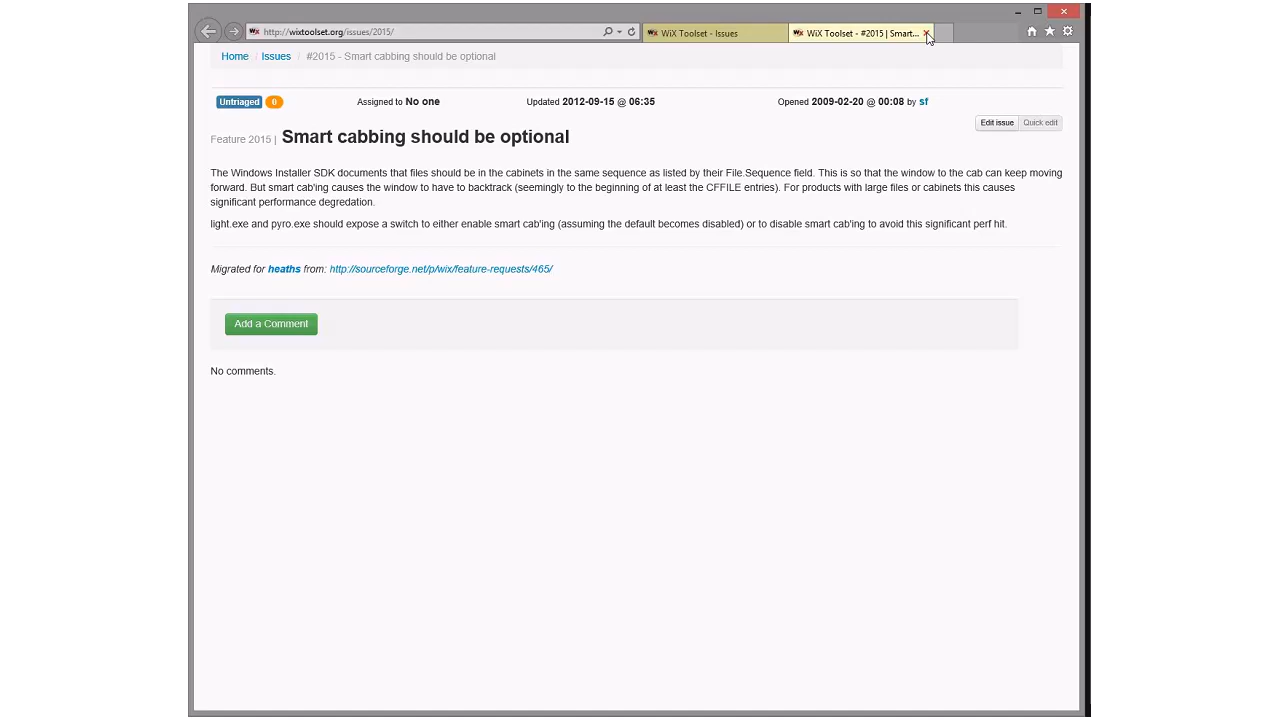 http://wixtoolset.org/issues/2015/
WiX Toolset - Issues
WiX Toolset - #2015 | Smart...
Home / Issues / #2015 - Smart cabbing should be optional
Untriaged 0 Assigned to No one Updated 2012-09-15 @ 06:35 Opened 2009-02-20 @ 00:08 by sf
Edit issue Quick edit
Feature 2015 | Smart cabbing should be optional
The Windows Installer SDK documents that files should be in the cabinets in the same sequence as listed by their File.Sequence field. This is so that the window to the cab can keep moving
forward. But smart cab'ing causes the window to have to backtrack (seemingly to the beginning of at least the CFFILE entries). For products with large files or cabinets this causes
significant performance degredation.
light.exe and pyro.exe should expose a switch to either enable smart cab'ing (assuming the default becomes disabled) or to disable smart cab'ing to avoid this significant perf hit.
Migrated for heaths from: http://sourceforge.net/p/wix/feature-requests/465/
Add a Comment
No comments.